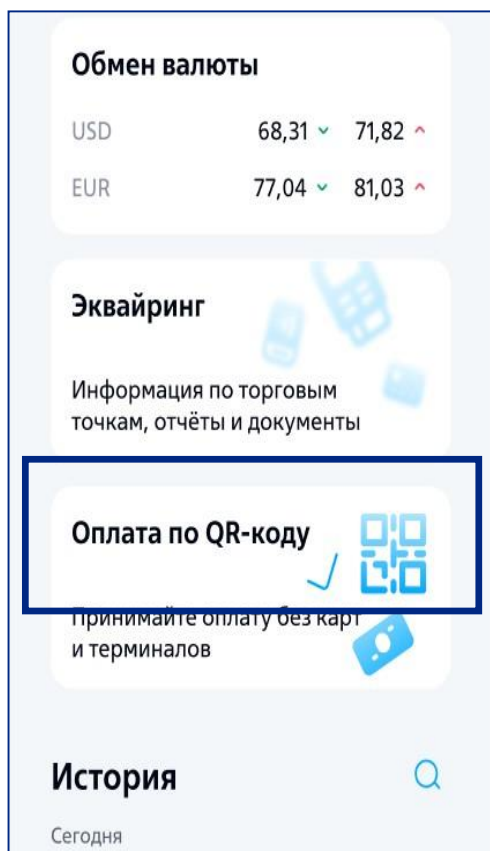 Обмен валюты
USD 68,31 71,82
EUR 77,04 81,03
Эквайринг
Информация по торговым
точкам, отчёты и документы
Оплата по QR-коду
Принимайте оплату без карт
и терминалов
История
Сегодня